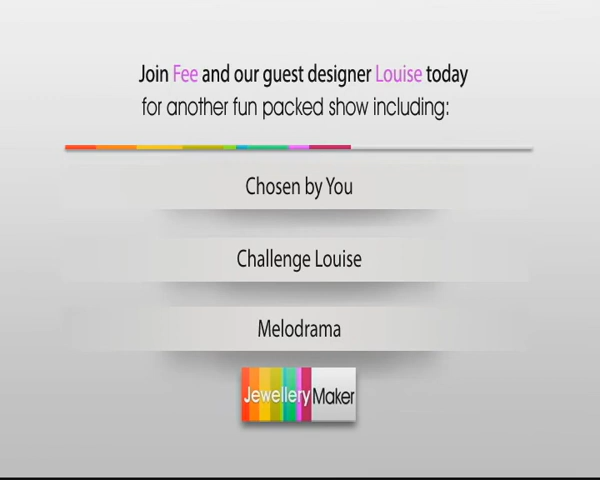 Join Fee and our guest designer Louise today
for another fun packed show including:
Chosen by You
Challenge Louise
Melodrama
JewelleryMaker